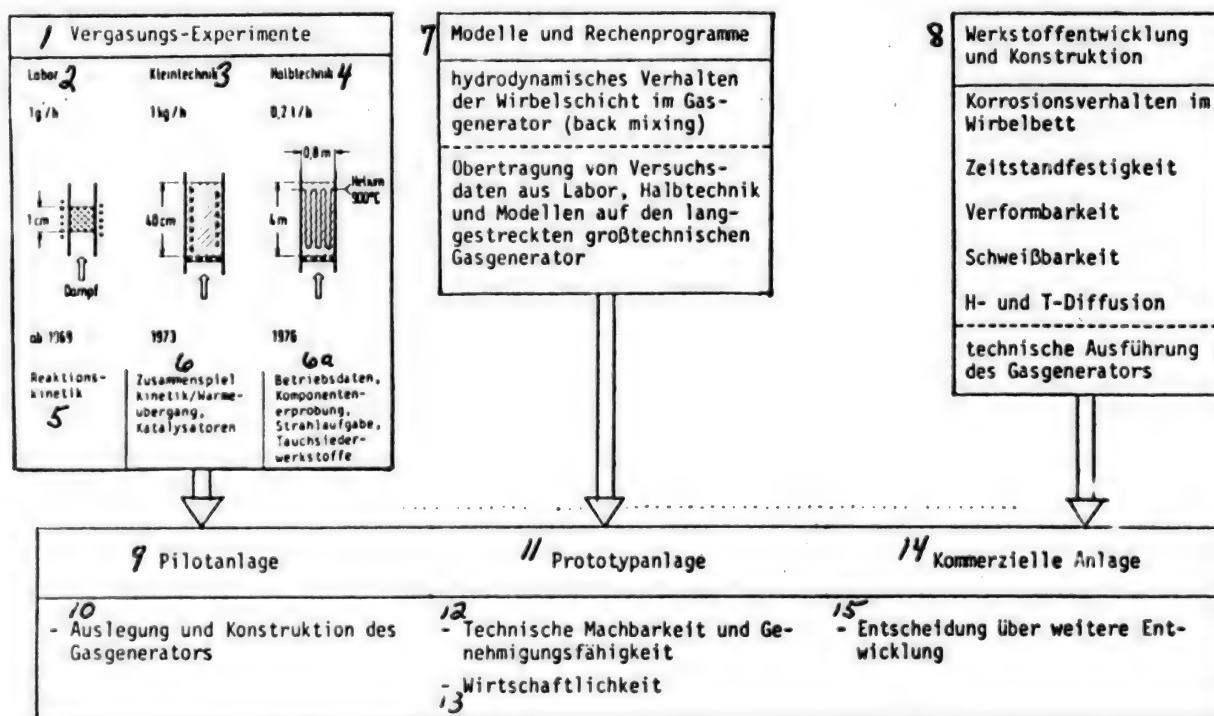 1 Vergasungs-Experimente
Labor 2
1g/h
1 cm
Dampf
ab 1969
Reaktions-
kinetik
5
Kleintechnik 3
1kg/h
40 cm
1973
6
Zusammenspiel
Kinetik/Wärme-
übergang,
Katalysatoren
Halbtechnik 4
0,2 t/h
0,8 m
Helium
900°C
4 m
1976
6a
Betriebsdaten,
Komponenten-
erprobung,
Strahlaufgabe,
Tauchsieder-
werkstoffe
7 Modelle und Rechenprogramme
hydrodynamisches Verhalten
der Wirbelschicht im Gas-
generator (back mixing)
Übertragung von Versuchs-
daten aus Labor, Halbtechnik
und Modellen auf den lang-
gestreckten großtechnischen
Gasgenerator
8 Werkstoffentwicklung
und Konstruktion
Korrosionsverhalten im
Wirbelbett
Zeitstandfestigkeit
Verformbarkeit
Schweißbarkeit
H- und T-Diffusion
technische Ausführung
des Gasgenerators
9 Pilotanlage
10
- Auslegung und Konstruktion des
Gasgenerators
11 Prototypanlage
12
- Technische Machbarkeit und Ge-
nehmigungsfähigkeit
- Wirtschaftlichkeit
13
14 Kommerzielle Anlage
15
- Entscheidung über weitere Ent-
wicklung